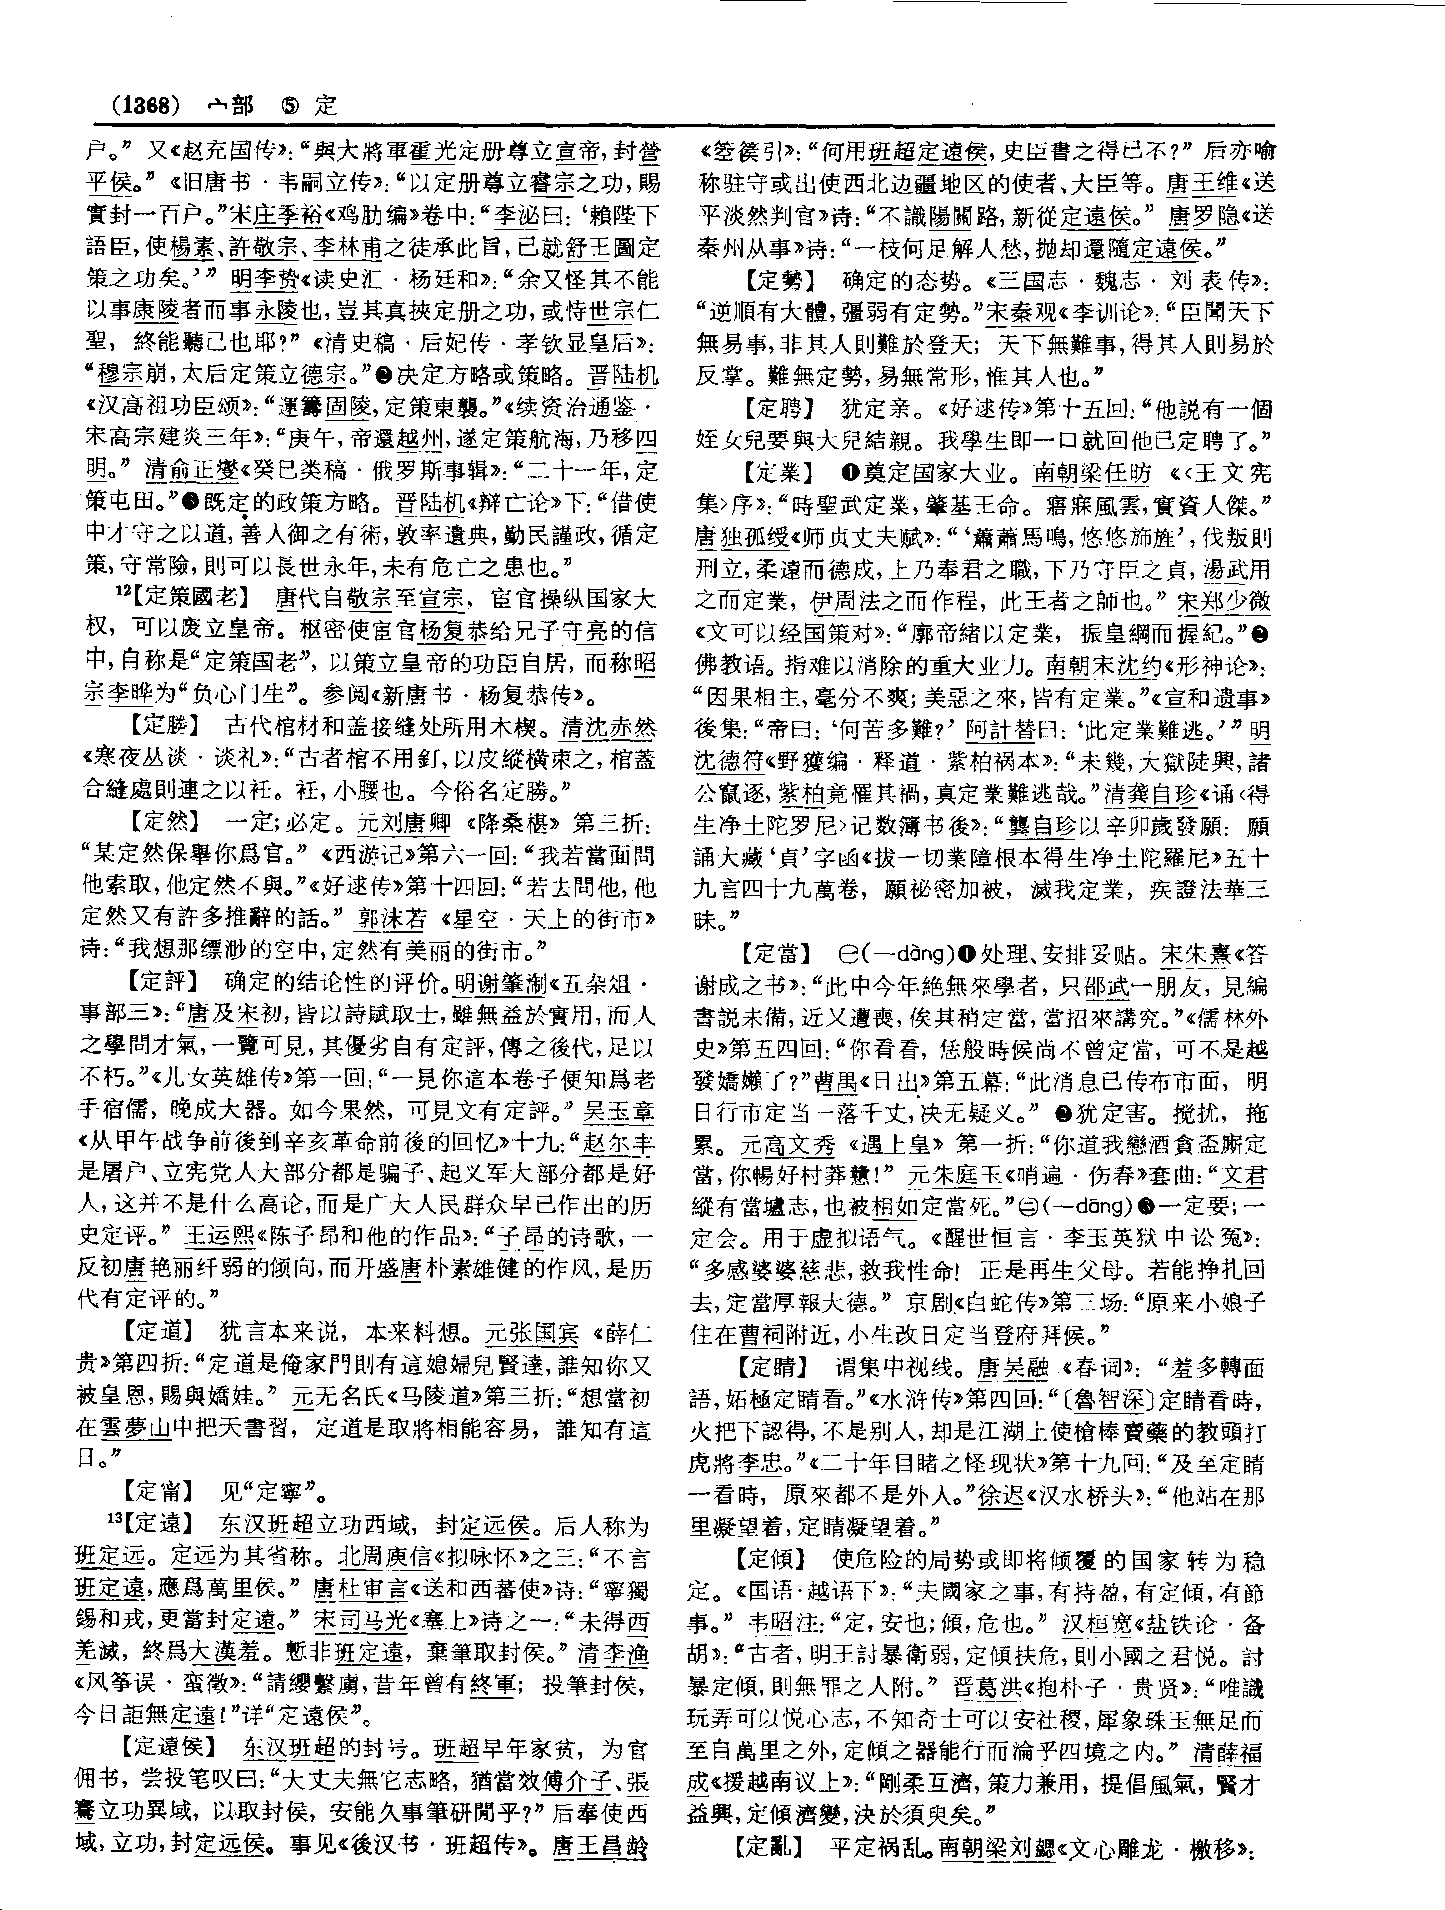 (1368) 宀部 ⑤ 定
户。”又《赵充国传》：“與大將軍霍光定册尊立宣帝，封營
平侯。”《旧唐书·韦嗣立传》：“以定册尊立睿宗之功，賜
實封一百户。”宋庄季裕《鸡肋编》卷中：“李泌曰：‘賴陛下
語臣，使楊素、許敬宗、李林甫之徒承此旨，已就舒王圖定
策之功矣。’”明李贽《读史汇·杨廷和》：“余又怪其不能
以事康陵者而事永陵也，豈其真挾定册之功，或恃世宗仁
聖，終能聽己也耶？”《清史稿·后妃传·孝钦显皇后》：
“穆宗崩，太后定策立德宗。”❷决定方略或策略。晋陆机
《汉高祖功臣颂》：“運籌固陵，定策東襲。”《续资治通鉴·
宋高宗建炎三年》：“庚午，帝還越州，遂定策航海，乃移四
明。”清俞正燮《癸巳类稿·俄罗斯事辑》：“二十一年，定
策屯田。”❸既定的政策方略。晋陆机《辩亡论》下：“借使
中才守之以道，善人御之有術，敦率遺典，勤民謹政，循定
策，守常險，則可以長世永年，未有危亡之患也。”
¹²【定策國老】 唐代自敬宗至宣宗，宦官操纵国家大
权，可以废立皇帝。枢密使宦官杨复恭给兄子守亮的信
中，自称是“定策国老”，以策立皇帝的功臣自居，而称昭
宗李晔为“负心门生”。参阅《新唐书·杨复恭传》。
【定勝】 古代棺材和盖接缝处所用木楔。清沈赤然
《寒夜丛谈·谈礼》：“古者棺不用釘，以皮縱橫束之，棺蓋
合縫處則連之以衽。衽，小腰也。今俗名定勝。”
【定然】 一定；必定。元刘唐卿《降桑椹》第三折：
“某定然保舉你爲官。”《西游记》第六一回：“我若當面問
他索取，他定然不與。”《好逑传》第十四回：“若去問他，他
定然又有許多推辭的話。”郭沫若《星空·天上的街市》
诗：“我想那缥渺的空中，定然有美丽的街市。”
【定評】 确定的结论性的评价。明谢肇淛《五杂俎·
事部三》：“唐及宋初，皆以詩賦取士，雖無益於實用，而人
之學問才氣，一覽可見，其優劣自有定評，傳之後代，足以
不朽。”《儿女英雄传》第一回：“一見你這本卷子便知爲老
手宿儒，晚成大器。如今果然，可見文有定評。”吴玉章
《从甲午战争前後到辛亥革命前後的回忆》十九：“赵尔丰
是屠户、立宪党人大部分都是骗子、起义军大部分都是好
人，这并不是什么高论，而是广大人民群众早已作出的历
史定评。”王运熙《陈子昂和他的作品》：“子昂的诗歌，一
反初唐艳丽纤弱的倾向，而开盛唐朴素雄健的作风，是历
代有定评的。”
【定道】 犹言本来说，本来料想。元张国宾《薛仁
贵》第四折：“定道是俺家門則有這媳婦兒賢達，誰知你又
被皇恩，賜與嬌娃。”元无名氏《马陵道》第三折：“想當初
在雲夢山中把天書習，定道是取將相能容易，誰知有這
日。”
【定甯】 见“定寧”。
¹³【定遠】 东汉班超立功西域，封定远侯。后人称为
班定远。定远为其省称。北周庾信《拟咏怀》之三：“不言
班定遠，應爲萬里侯。”唐杜审言《送和西蕃使》诗：“寧獨
錫和戎，更當封定遠。”宋司马光《塞上》诗之一：“未得西
羌滅，終爲大漢羞。慙非班定遠，棄筆取封侯。”清李渔
《风筝误·蛮徵》：“請纓繫虜，昔年曾有終軍；投筆封侯，
今日詎無定遠！”详“定遠侯”。
【定遠侯】 东汉班超的封号。班超早年家贫，为官
佣书，尝投笔叹曰：“大丈夫無它志略，猶當效傅介子、張
騫立功異域，以取封侯，安能久事筆研閒乎？”后奉使西
域，立功，封定远侯。事见《後汉书·班超传》。唐王昌龄
《箜篌引》：“何用班超定遠侯，史臣書之得已不？”后亦喻
称驻守或出使西北边疆地区的使者、大臣等。唐王维《送
平淡然判官》诗：“不識陽關路，新從定遠侯。”唐罗隐《送
秦州从事》诗：“一枝何足解人愁，抛却還隨定遠侯。”
【定勢】 确定的态势。《三国志·魏志·刘表传》：
“逆順有大體，彊弱有定勢。”宋秦观《李训论》：“臣聞天下
無易事，非其人則難於登天；天下無難事，得其人則易於
反掌。難無定勢，易無常形，惟其人也。”
【定聘】 犹定亲。《好逑传》第十五回：“他説有一個
姪女兒要與大兒結親。我學生即一口就回他已定聘了。”
【定業】 ❶奠定国家大业。南朝梁任昉《〈王文宪
集〉序》：“時聖武定業，肇基王命。寤寐風雲，實資人傑。”
唐独孤绶《师贞丈夫赋》：“‘蕭蕭馬鳴，悠悠斾旌’，伐叛則
刑立，柔遠而德成，上乃奉君之職，下乃守臣之貞，湯武用
之而定業，伊周法之而作程，此王者之師也。”宋郑少微
《文可以经国策对》：“廓帝緒以定業，振皇綱而握紀。”❷
佛教语。指难以消除的重大业力。南朝宋沈约《形神论》：
“因果相主，毫分不爽；美惡之來，皆有定業。”《宣和遗事》
後集：“帝曰：‘何苦多難？’阿計替曰：‘此定業難逃。’”明
沈德符《野獲编·释道·紫柏祸本》：“未幾，大獄陡興，諸
公竄逐，紫柏竟罹其禍，真定業難逃哉。”清龚自珍《诵〈得
生净土陀罗尼〉记数簿书後》：“龔自珍以辛卯歲發願：願
誦大藏‘貞’字函《拔一切業障根本得生净土陀羅尼》五十
九言四十九萬卷，願祕密加被，滅我定業，疾證法華三
昧。”
【定當】 ㊀(—dàng)❶处理、安排妥贴。宋朱熹《答
谢成之书》：“此中今年絶無來學者，只邵武一朋友，見編
書説未備，近又遭喪，俟其稍定當，當招來講究。”《儒林外
史》第五四回：“你看看，恁般時候尚不曾定當，可不是越
發嬌嬾了？”曹禺《日出》第五幕：“此消息已传布市面，明
日行市定当一落千丈，决无疑义。”❷犹定害。搅扰，拖
累。元高文秀《遇上皇》第一折：“你道我戀酒貪盃廝定
當，你暢好村莽戇！”元朱庭玉《哨遍·伤春》套曲：“文君
縱有當壚志，也被相如定當死。”㊁(—dāng)❸一定要；一
定会。用于虚拟语气。《醒世恒言·李玉英狱中讼冤》：
“多感婆婆慈悲，救我性命！正是再生父母。若能挣扎回
去，定當厚報大德。”京剧《白蛇传》第三场：“原来小娘子
住在曹祠附近，小生改日定当登府拜候。”
【定睛】 谓集中视线。唐吴融《春词》：“羞多轉面
語，妬極定睛看。”《水浒传》第四回：“〔魯智深〕定睛看時，
火把下認得，不是别人，却是江湖上使槍棒賣藥的教頭打
虎將李忠。”《二十年目睹之怪现状》第十九回：“及至定睛
一看時，原來都不是外人。”徐迟《汉水桥头》：“他站在那
里凝望着，定睛凝望着。”
【定傾】 使危险的局势或即将倾覆的国家转为稳
定。《国语·越语下》：“夫國家之事，有持盈，有定傾，有節
事。”韦昭注：“定，安也；傾，危也。”汉桓宽《盐铁论·备
胡》：“古者，明王討暴衛弱，定傾扶危，則小國之君悦。討
暴定傾，則無罪之人附。”晋葛洪《抱朴子·贵贤》：“唯識
玩弄可以悦心志，不知奇士可以安社稷，犀象珠玉無足而
至自萬里之外，定傾之器能行而淪乎四境之内。”清薛福
成《援越南议上》：“剛柔互濟，策力兼用，提倡風氣，賢才
益興，定傾濟變，決於須臾矣。”
【定亂】 平定祸乱。南朝梁刘勰《文心雕龙·檄移》：